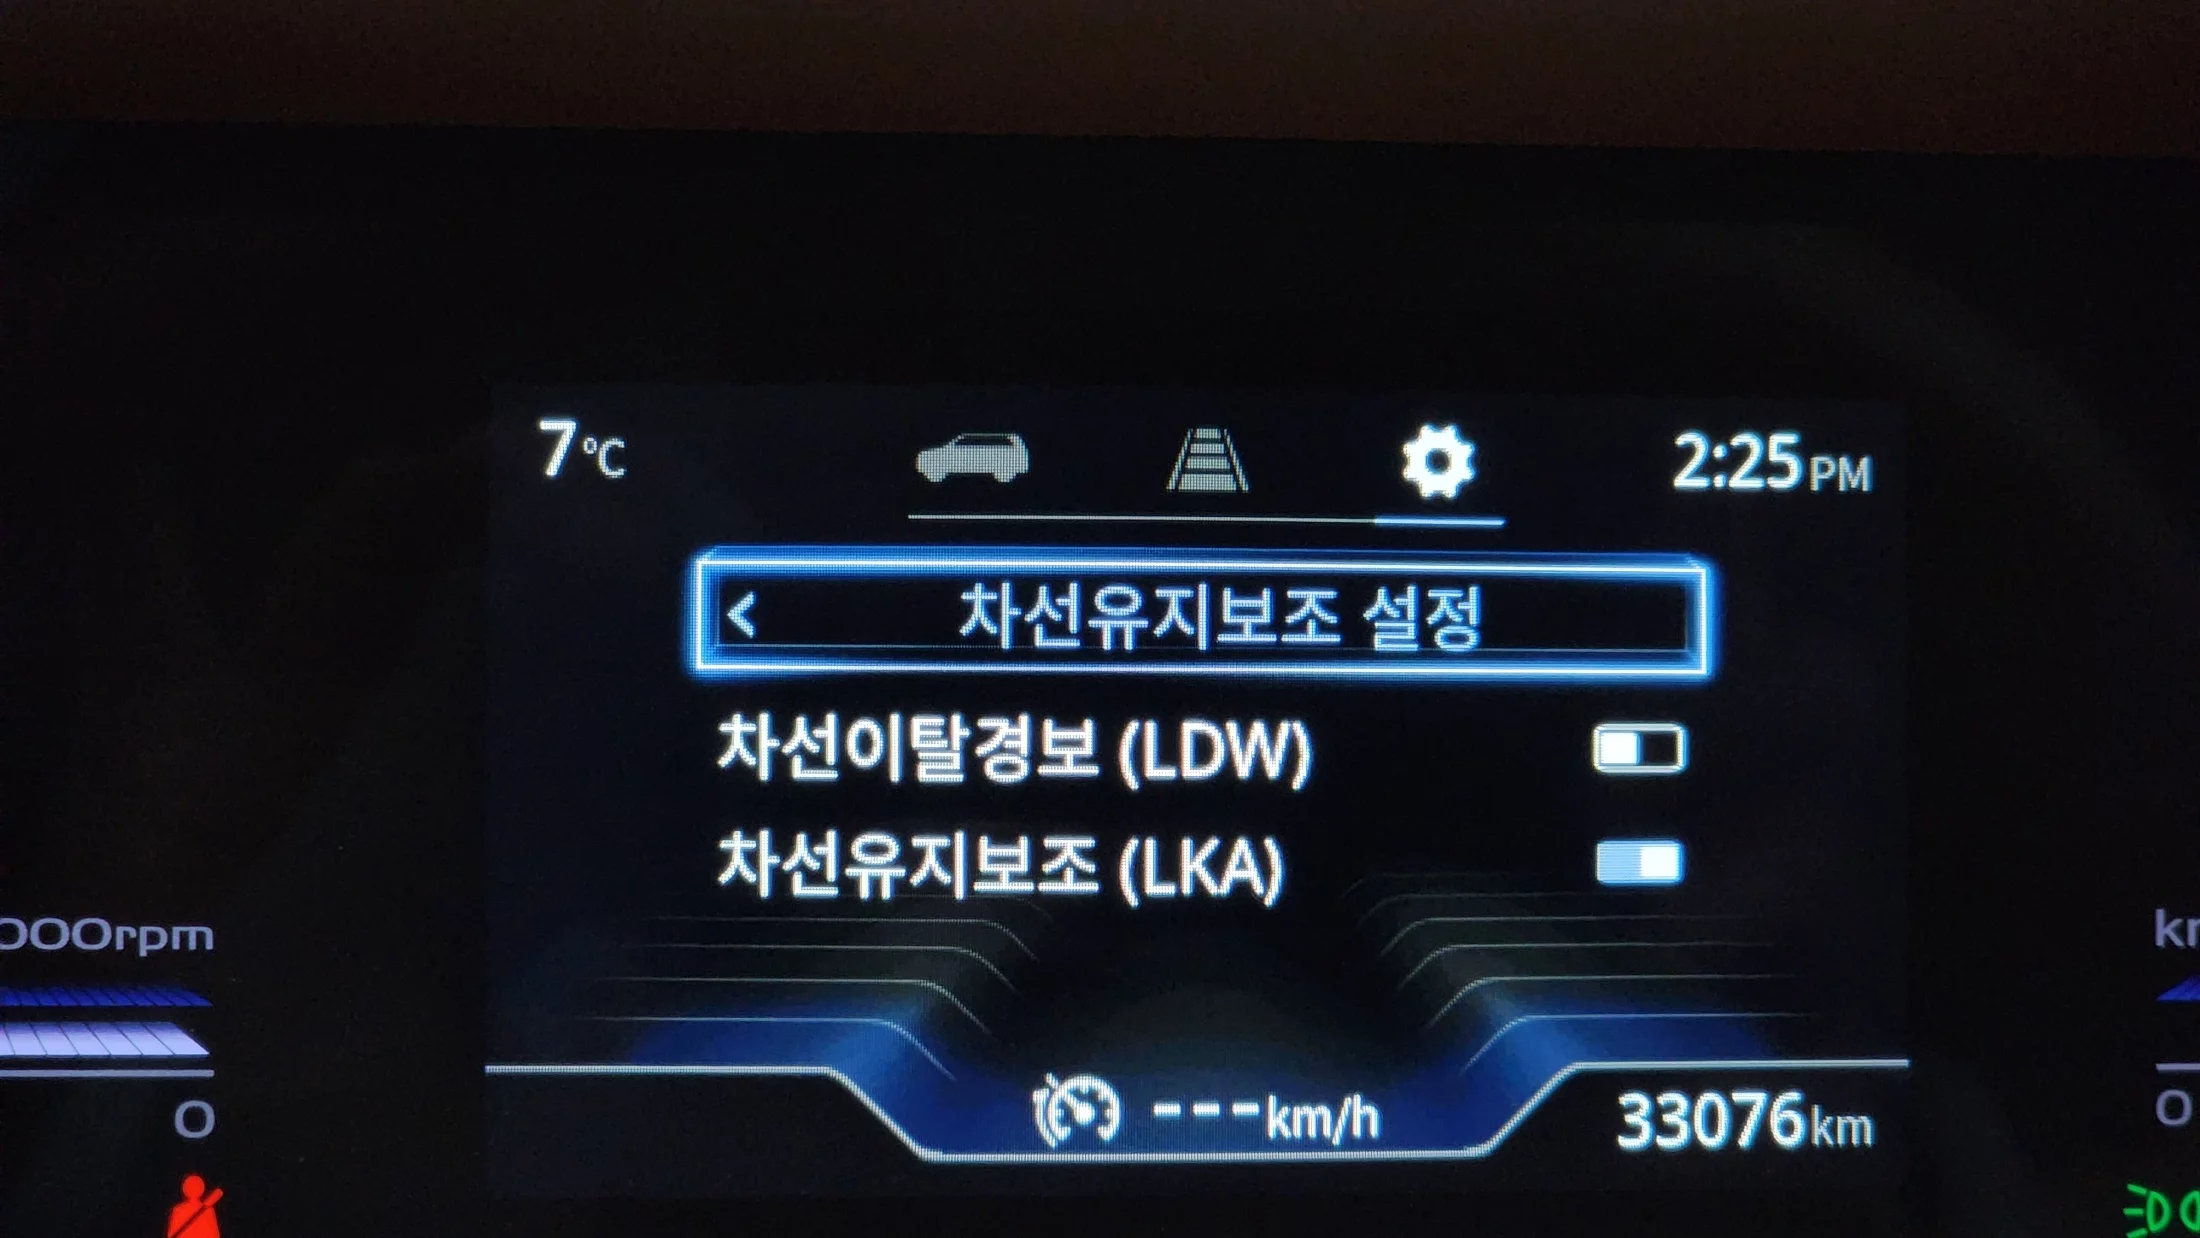 7°C
2:25PM
차선유지보조 설정
차선이탈경보 (LDW)
차선유지보조 (LKA)
000rpm
0
---km/h
33076km
0